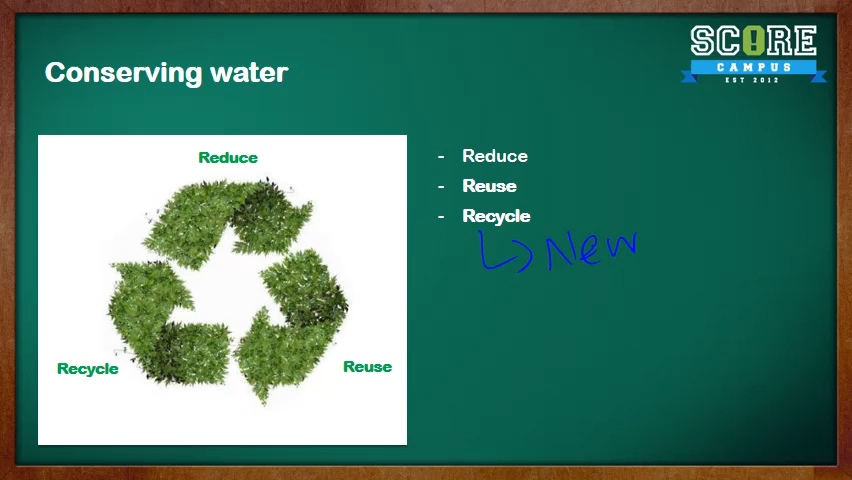 SCORE
CAMPUS
EST 2012
Conserving water
Reduce
Recycle
Reuse
- Reduce
- Reuse
- Recycle
↳ New